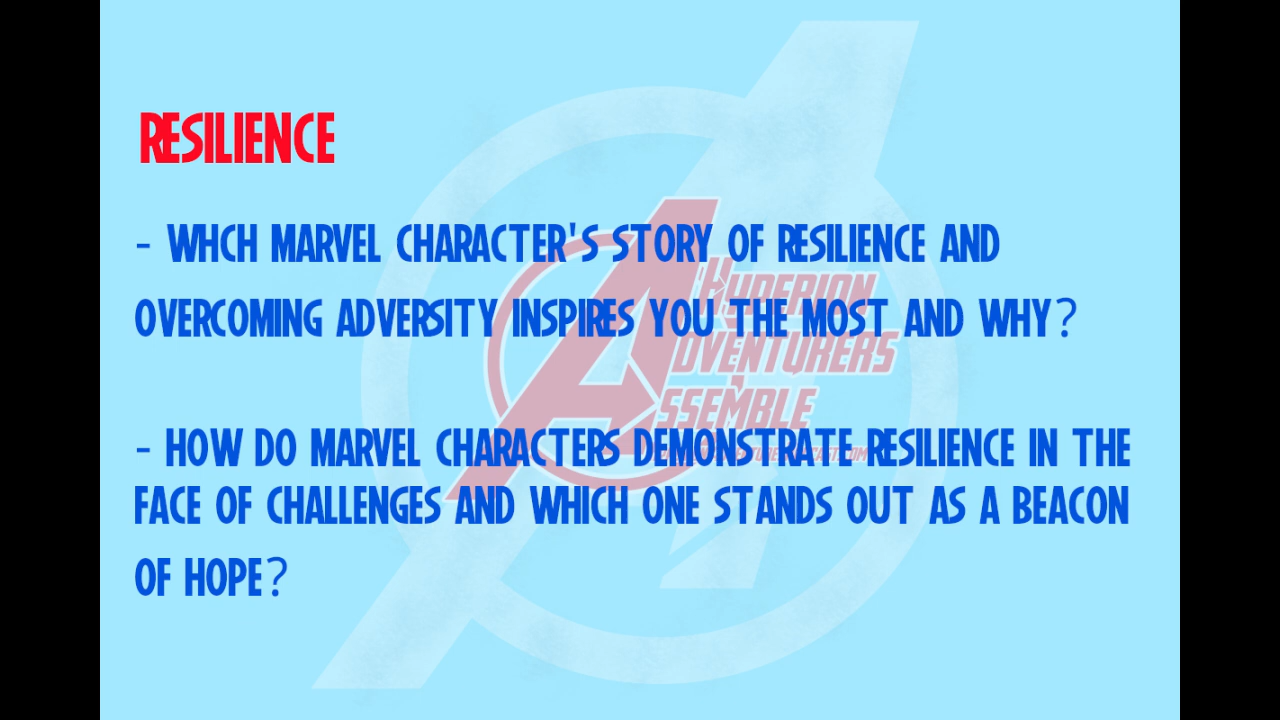 RESILIENCE
- WHCH MARVEL CHARACTER'S STORY OF RESILIENCE AND
OVERCOMING ADVERSITY INSPIRES YOU THE MOST AND WHY?
HYPERION
ADVENTURERS
ASSEMBLE
- HOW DO MARVEL CHARACTERS DEMONSTRATE RESILIENCE IN THE
FACE OF CHALLENGES AND WHICH ONE STANDS OUT AS A BEACON
OF HOPE?